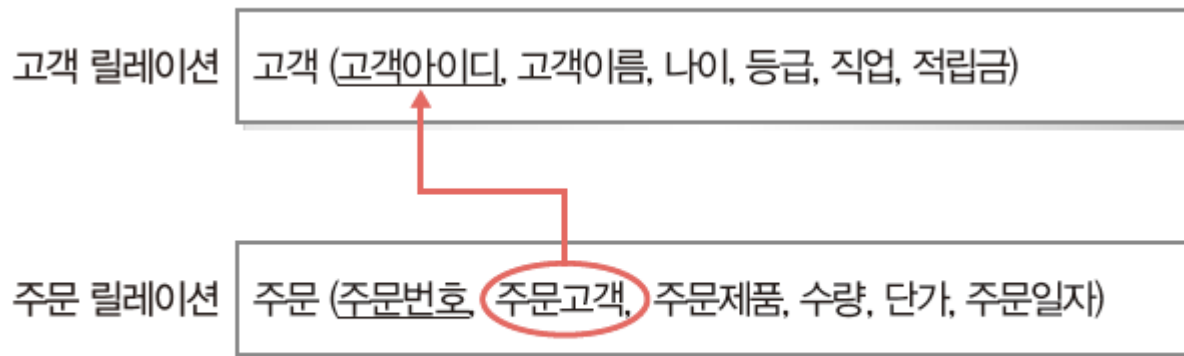 고객 릴레이션 고객 (고객아이디, 고객이름, 나이, 등급, 직업, 적립금)
주문 릴레이션 주문 (주문번호, 주문고객, 주문제품, 수량, 단가, 주문일자)